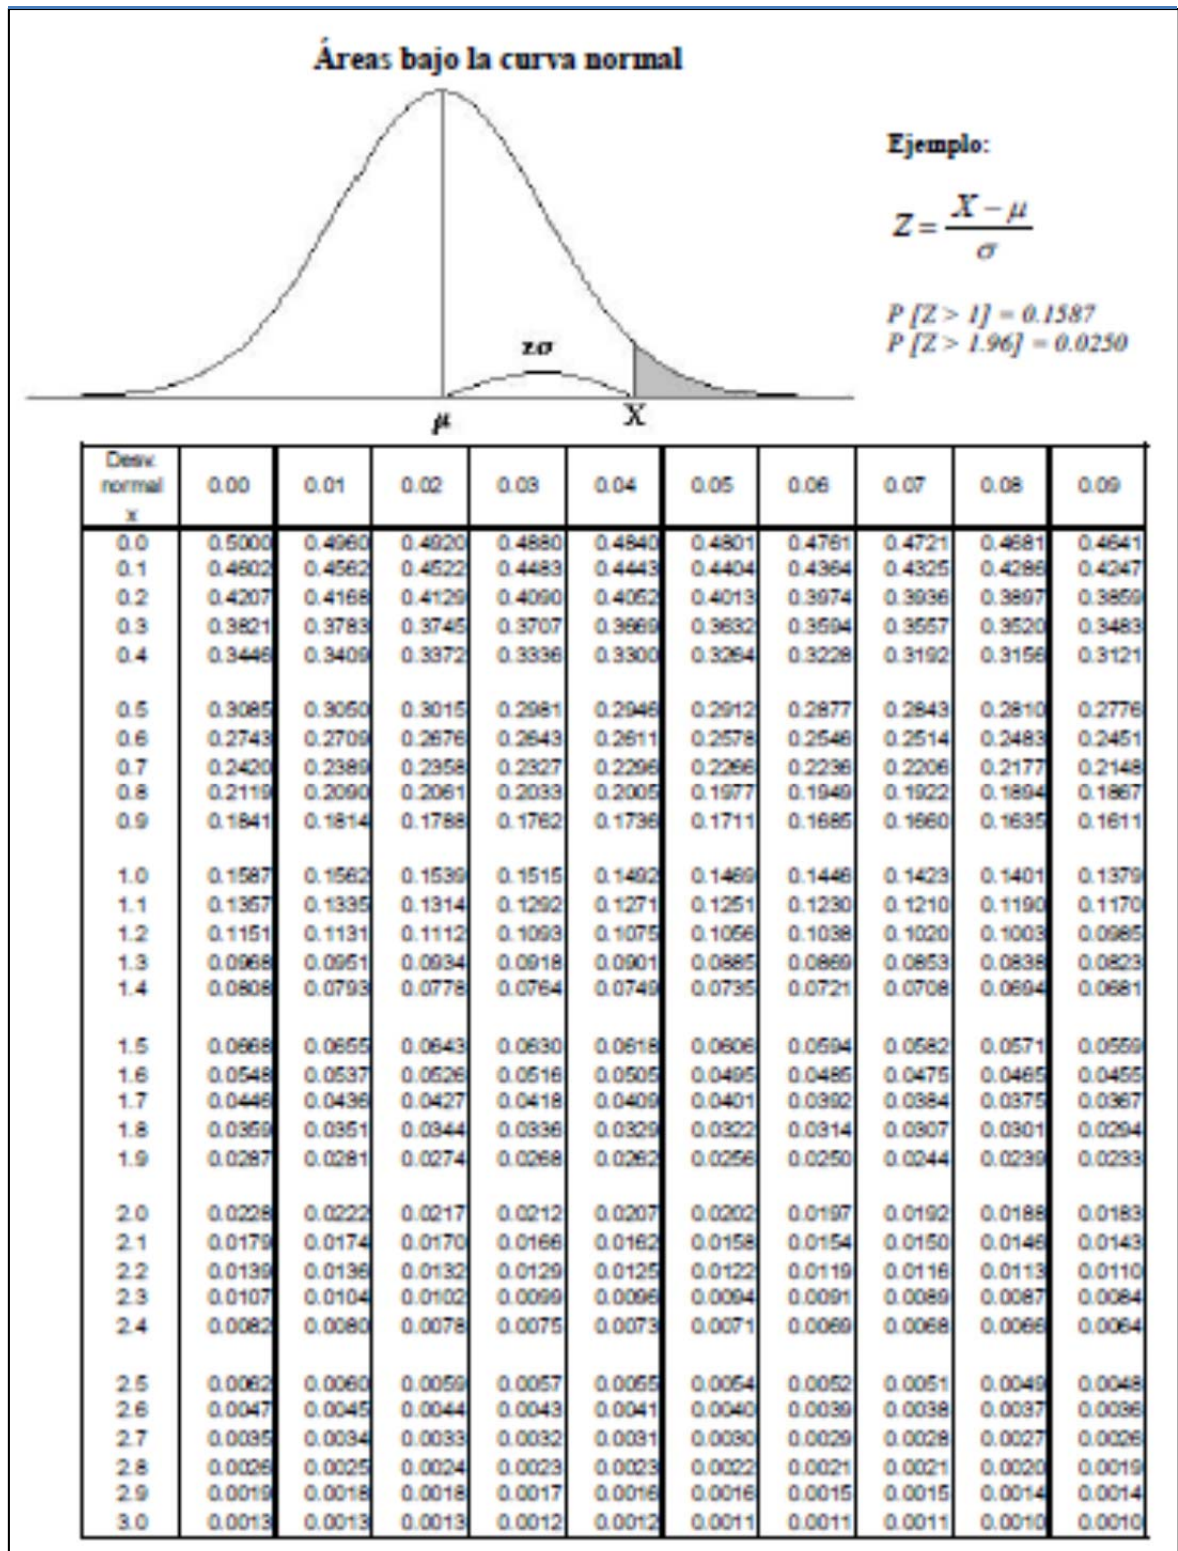 Áreas bajo la curva normal
Ejemplo:
Z = (X − μ) / σ
P [Z > 1] = 0.1587
P [Z > 1.96] = 0.0250
zσ
μ X
Desv. normal x 0.00 0.01 0.02 0.03 0.04 0.05 0.06 0.07 0.08 0.09
0.0 0.5000 0.4960 0.4920 0.4880 0.4840 0.4801 0.4761 0.4721 0.4681 0.4641
0.1 0.4602 0.4562 0.4522 0.4483 0.4443 0.4404 0.4364 0.4325 0.4286 0.4247
0.2 0.4207 0.4168 0.4129 0.4090 0.4052 0.4013 0.3974 0.3936 0.3897 0.3859
0.3 0.3821 0.3783 0.3745 0.3707 0.3669 0.3632 0.3594 0.3557 0.3520 0.3483
0.4 0.3446 0.3409 0.3372 0.3336 0.3300 0.3264 0.3228 0.3192 0.3156 0.3121
0.5 0.3085 0.3050 0.3015 0.2981 0.2946 0.2912 0.2877 0.2843 0.2810 0.2776
0.6 0.2743 0.2709 0.2676 0.2643 0.2611 0.2578 0.2546 0.2514 0.2483 0.2451
0.7 0.2420 0.2389 0.2358 0.2327 0.2296 0.2266 0.2236 0.2206 0.2177 0.2148
0.8 0.2119 0.2090 0.2061 0.2033 0.2005 0.1977 0.1949 0.1922 0.1894 0.1867
0.9 0.1841 0.1814 0.1788 0.1762 0.1736 0.1711 0.1685 0.1660 0.1635 0.1611
1.0 0.1587 0.1562 0.1539 0.1515 0.1492 0.1469 0.1446 0.1423 0.1401 0.1379
1.1 0.1357 0.1335 0.1314 0.1292 0.1271 0.1251 0.1230 0.1210 0.1190 0.1170
1.2 0.1151 0.1131 0.1112 0.1093 0.1075 0.1056 0.1038 0.1020 0.1003 0.0985
1.3 0.0968 0.0951 0.0934 0.0918 0.0901 0.0885 0.0869 0.0853 0.0838 0.0823
1.4 0.0808 0.0793 0.0778 0.0764 0.0749 0.0735 0.0721 0.0708 0.0694 0.0681
1.5 0.0668 0.0655 0.0643 0.0630 0.0618 0.0606 0.0594 0.0582 0.0571 0.0559
1.6 0.0548 0.0537 0.0526 0.0516 0.0505 0.0495 0.0485 0.0475 0.0465 0.0455
1.7 0.0446 0.0436 0.0427 0.0418 0.0409 0.0401 0.0392 0.0384 0.0375 0.0367
1.8 0.0359 0.0351 0.0344 0.0336 0.0329 0.0322 0.0314 0.0307 0.0301 0.0294
1.9 0.0287 0.0281 0.0274 0.0268 0.0262 0.0256 0.0250 0.0244 0.0239 0.0233
2.0 0.0228 0.0222 0.0217 0.0212 0.0207 0.0202 0.0197 0.0192 0.0188 0.0183
2.1 0.0179 0.0174 0.0170 0.0166 0.0162 0.0158 0.0154 0.0150 0.0146 0.0143
2.2 0.0139 0.0136 0.0132 0.0129 0.0125 0.0122 0.0119 0.0116 0.0113 0.0110
2.3 0.0107 0.0104 0.0102 0.0099 0.0096 0.0094 0.0091 0.0089 0.0087 0.0084
2.4 0.0082 0.0080 0.0078 0.0075 0.0073 0.0071 0.0069 0.0068 0.0066 0.0064
2.5 0.0062 0.0060 0.0059 0.0057 0.0055 0.0054 0.0052 0.0051 0.0049 0.0048
2.6 0.0047 0.0045 0.0044 0.0043 0.0041 0.0040 0.0039 0.0038 0.0037 0.0036
2.7 0.0035 0.0034 0.0033 0.0032 0.0031 0.0030 0.0029 0.0028 0.0027 0.0026
2.8 0.0026 0.0025 0.0024 0.0023 0.0023 0.0022 0.0021 0.0021 0.0020 0.0019
2.9 0.0019 0.0018 0.0018 0.0017 0.0016 0.0016 0.0015 0.0015 0.0014 0.0014
3.0 0.0013 0.0013 0.0013 0.0012 0.0012 0.0011 0.0011 0.0011 0.0010 0.0010